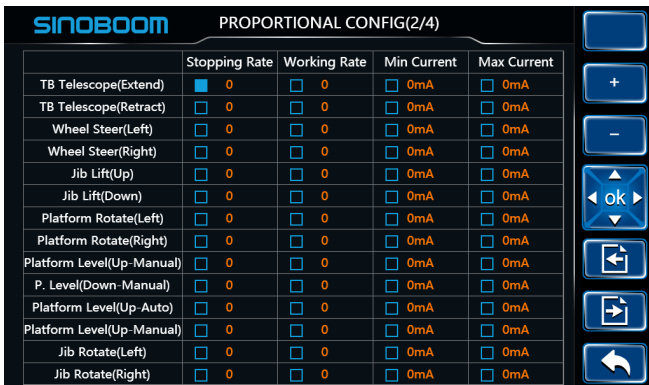 SINOBOOM PROPORTIONAL CONFIG(2/4)
Stopping Rate Working Rate Min Current Max Current
TB Telescope(Extend) 0 0 0mA 0mA +
TB Telescope(Retract) 0 0 0mA 0mA
Wheel Steer(Left) 0 0 0mA 0mA −
Wheel Steer(Right) 0 0 0mA 0mA
Jib Lift(Up) 0 0 0mA 0mA
Jib Lift(Down) 0 0 0mA 0mA ok
Platform Rotate(Left) 0 0 0mA 0mA
Platform Rotate(Right) 0 0 0mA 0mA
Platform Level(Up-Manual) 0 0 0mA 0mA
P. Level(Down-Manual) 0 0 0mA 0mA
Platform Level(Up-Auto) 0 0 0mA 0mA
Platform Level(Up-Manual) 0 0 0mA 0mA
Jib Rotate(Left) 0 0 0mA 0mA
Jib Rotate(Right) 0 0 0mA 0mA